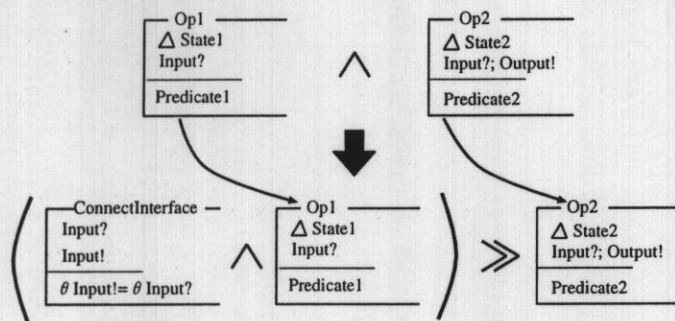 Op1
△ State1
Input?
Predicate1
∧
Op2
△ State2
Input?; Output!
Predicate2
(
ConnectInterface
Input?
Input!
θ Input!= θ Input?
∧
Op1
△ State1
Input?
Predicate1
)
≫
Op2
△ State2
Input?; Output!
Predicate2